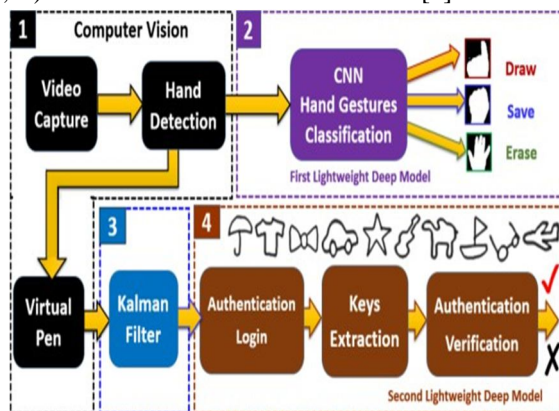 1
Computer Vision
Video
Capture
Hand
Detection
2
CNN
Hand Gestures
Classification
First Lightweight Deep Model
Draw
Save
Erase
Virtual
Pen
3
Kalman
Filter
4
Authentication
Login
Keys
Extraction
Authentication
Verification
Second Lightweight Deep Model